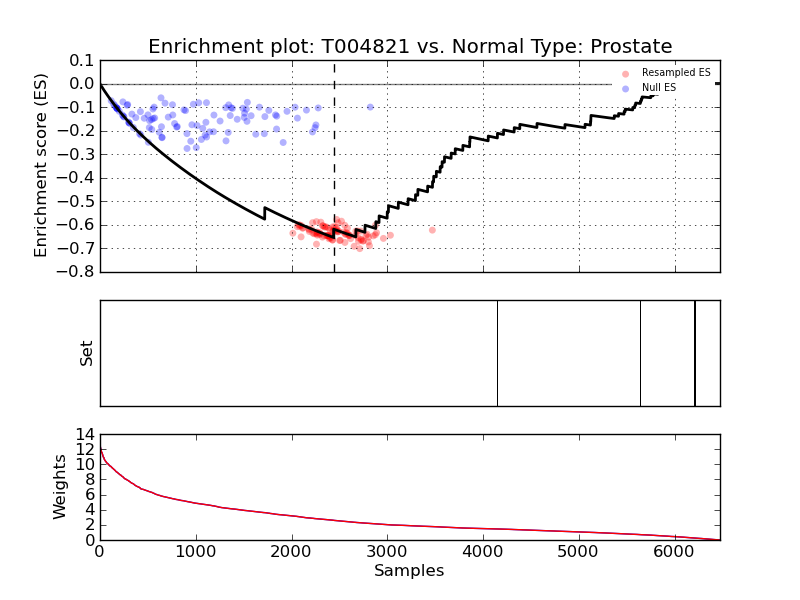 Enrichment plot: T004821 vs. Normal Type: Prostate
Enrichment score (ES)
0.1
0.0
−0.1
−0.2
−0.3
−0.4
−0.5
−0.6
−0.7
−0.8
Resampled ES
Null ES
Set
Weights
14
12
10
8
6
4
2
0
0 1000 2000 3000 4000 5000 6000
Samples